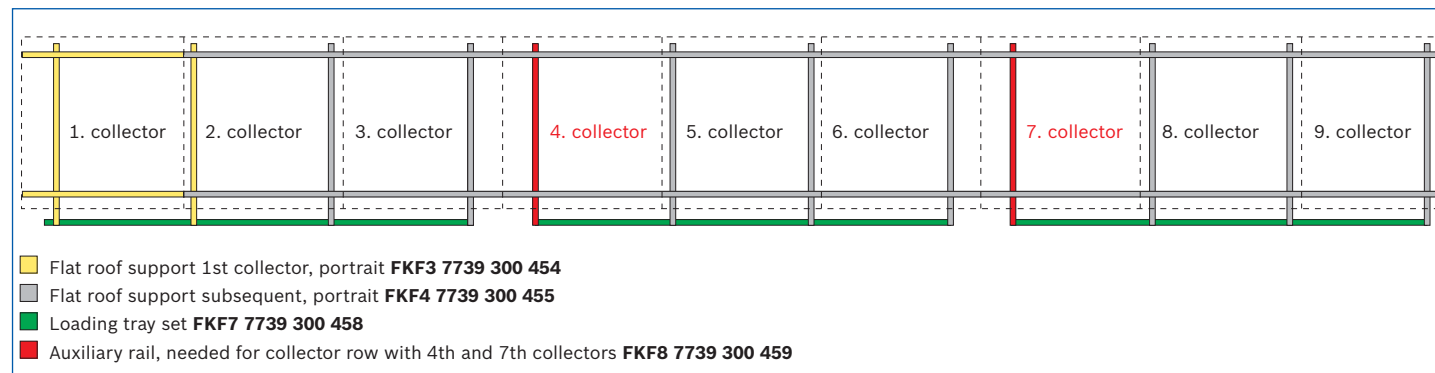 1. collector 2. collector 3. collector 4. collector 5. collector 6. collector 7. collector 8. collector 9. collector
Flat roof support 1st collector, portrait FKF3 7739 300 454
Flat roof support subsequent, portrait FKF4 7739 300 455
Loading tray set FKF7 7739 300 458
Auxiliary rail, needed for collector row with 4th and 7th collectors FKF8 7739 300 459